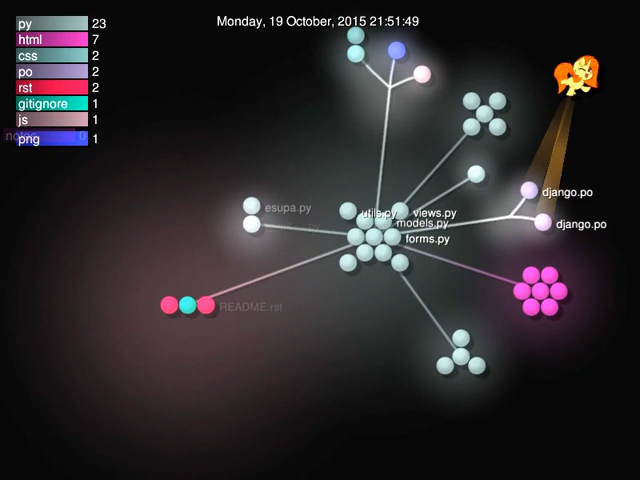 Monday, 19 October, 2015 21:51:49
py 23
html 7
css 2
po 2
rst 2
gitignore 1
js 1
png 1
esupa.py
utils.py
views.py
models.py
forms.py
django.po
django.po
README.rst